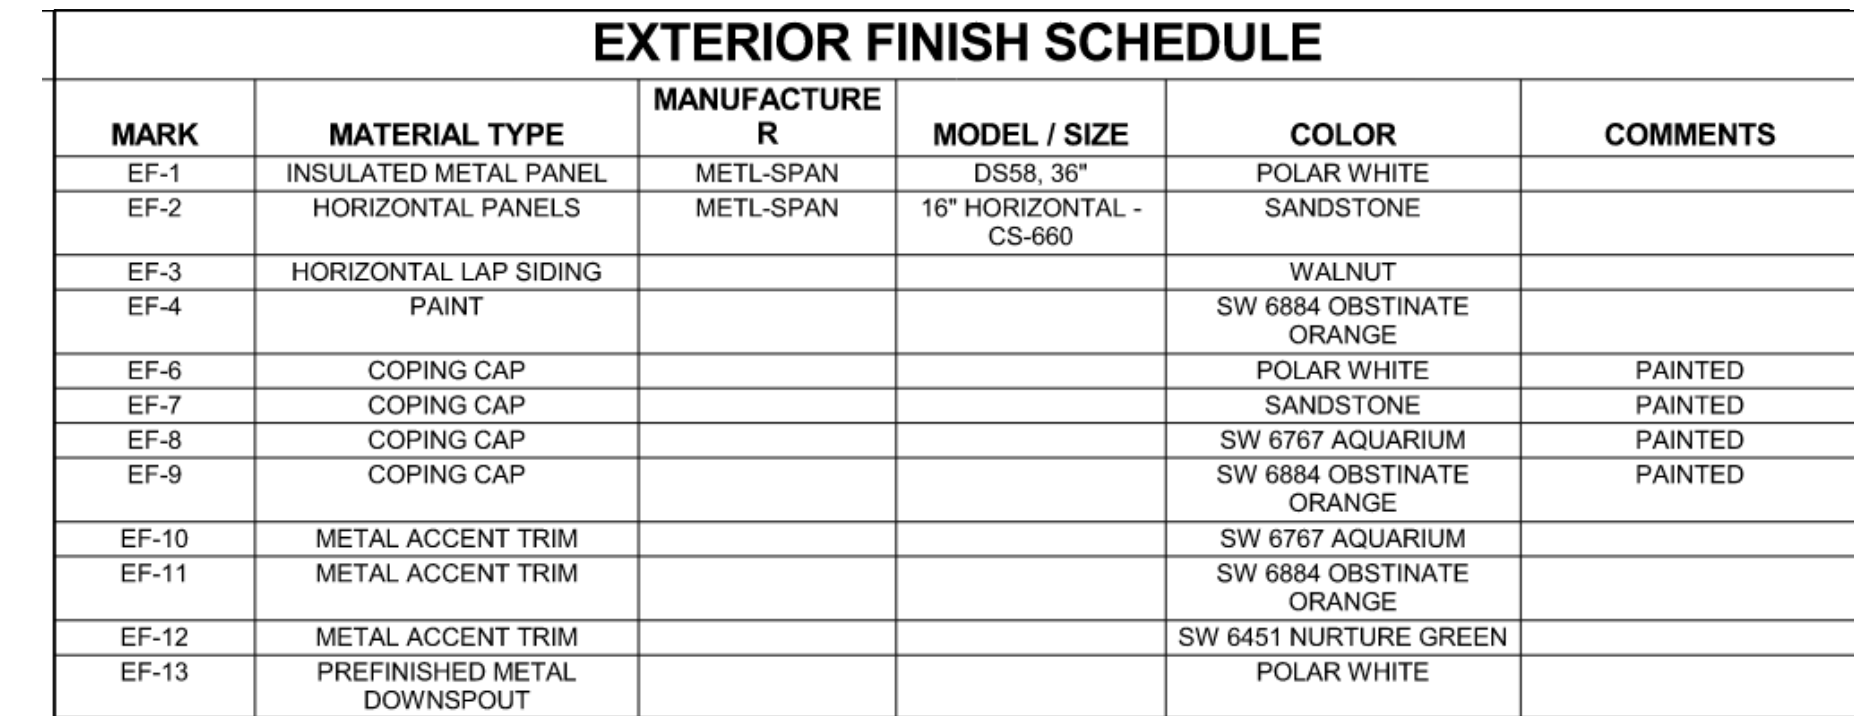 EXTERIOR FINISH SCHEDULE
MARK MATERIAL TYPE MANUFACTURE
R MODEL / SIZE COLOR COMMENTS
EF-1 INSULATED METAL PANEL METL-SPAN DS58, 36" POLAR WHITE
EF-2 HORIZONTAL PANELS METL-SPAN 16" HORIZONTAL - SANDSTONE
CS-660
EF-3 HORIZONTAL LAP SIDING WALNUT
EF-4 PAINT SW 6884 OBSTINATE
ORANGE
EF-6 COPING CAP POLAR WHITE PAINTED
EF-7 COPING CAP SANDSTONE PAINTED
EF-8 COPING CAP SW 6767 AQUARIUM PAINTED
EF-9 COPING CAP SW 6884 OBSTINATE PAINTED
ORANGE
EF-10 METAL ACCENT TRIM SW 6767 AQUARIUM
EF-11 METAL ACCENT TRIM SW 6884 OBSTINATE
ORANGE
EF-12 METAL ACCENT TRIM SW 6451 NURTURE GREEN
EF-13 PREFINISHED METAL POLAR WHITE
DOWNSPOUT